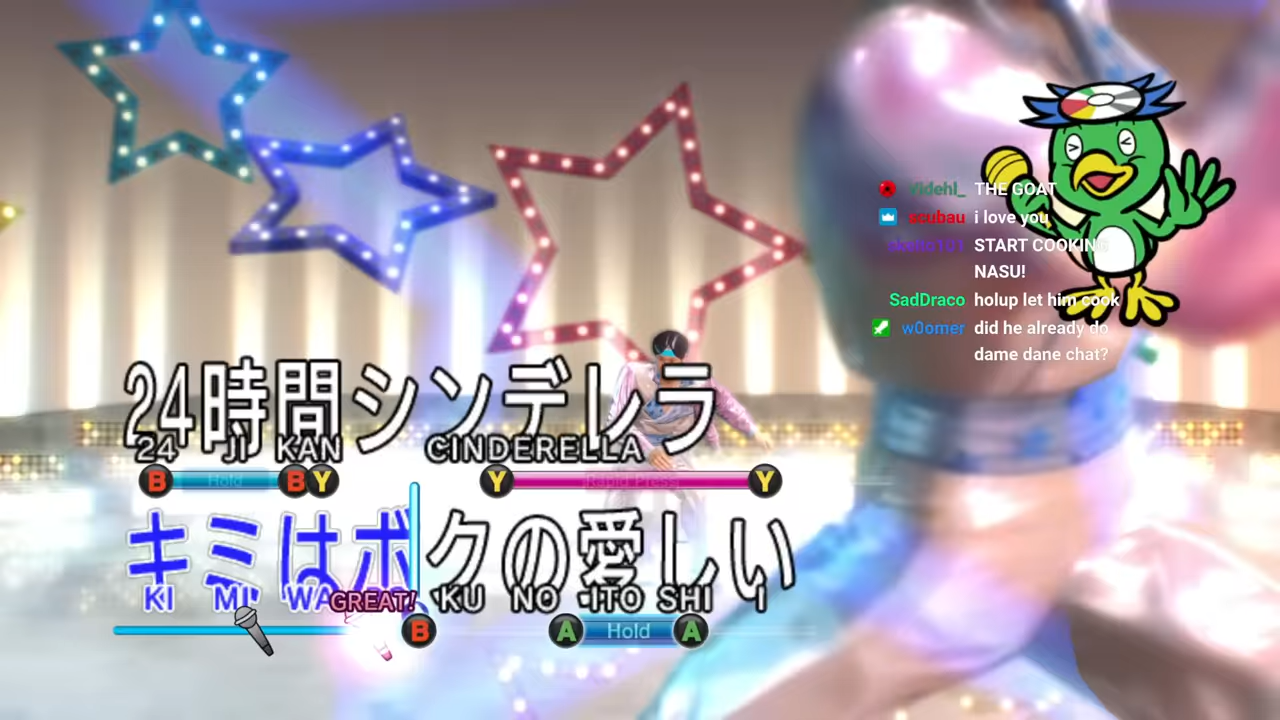 Videhl_ THE GOAT
scubau i love you
START COOKING
NASU!
SadDraco holup let him cook
w0omer did he already do
dame dane chat?
24時間シンデレラ
24 JI KAN CINDERELLA
B Hold B Y Y Rapid Press Y
キミはボクの愛しい
KI MI WA KU NO ITO SHI I
GREAT!
B A Hold A